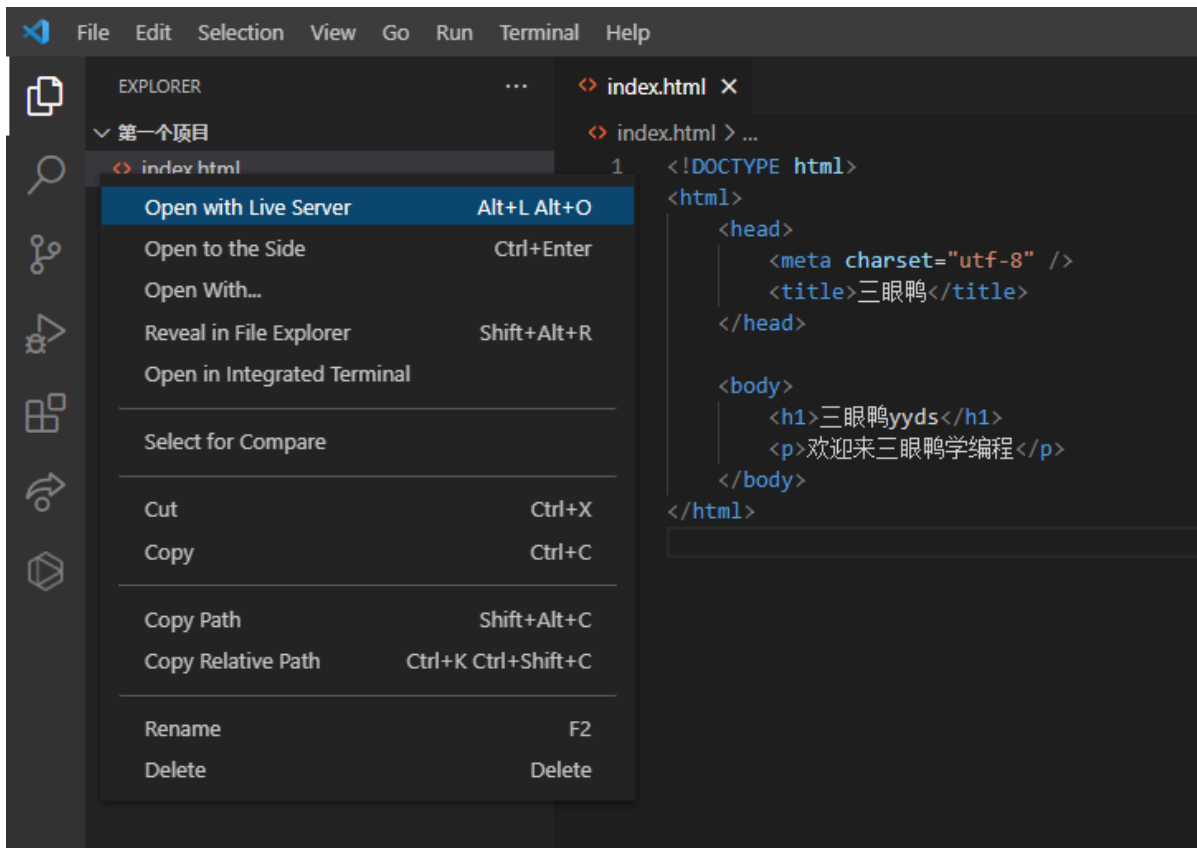 File Edit Selection View Go Run Terminal Help
EXPLORER ...
第一个项目
index.html
Open with Live Server Alt+L Alt+O
Open to the Side Ctrl+Enter
Open With...
Reveal in File Explorer Shift+Alt+R
Open in Integrated Terminal
Select for Compare
Cut Ctrl+X
Copy Ctrl+C
Copy Path Shift+Alt+C
Copy Relative Path Ctrl+K Ctrl+Shift+C
Rename F2
Delete Delete
index.html
index.html > ...
1 <!DOCTYPE html>
<html>
<head>
<meta charset="utf-8" />
<title>三眼鸭</title>
</head>
<body>
<h1>三眼鸭yyds</h1>
<p>欢迎来三眼鸭学编程</p>
</body>
</html>